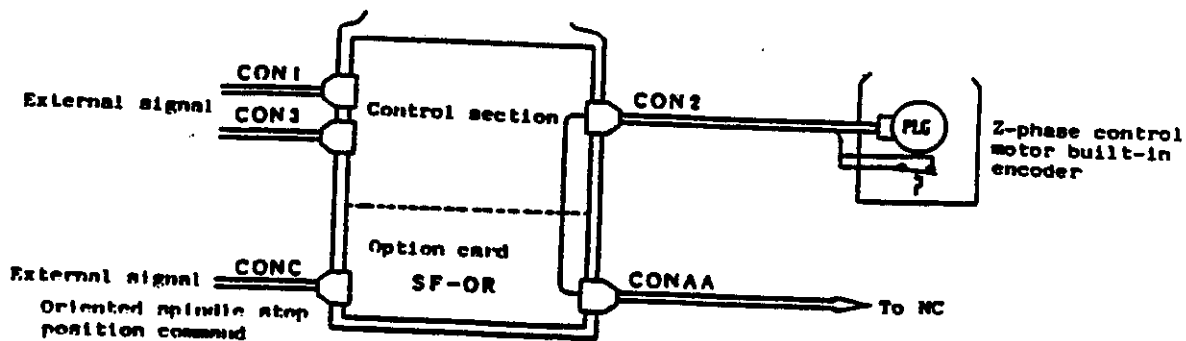 CON1
External signal
CON3
Control section
CON2
PLG
Z-phase control
motor built-in
encoder
Option card
SF-OR
CONC
External signal
Oriented spindle stop
position command
CONAA
To NC